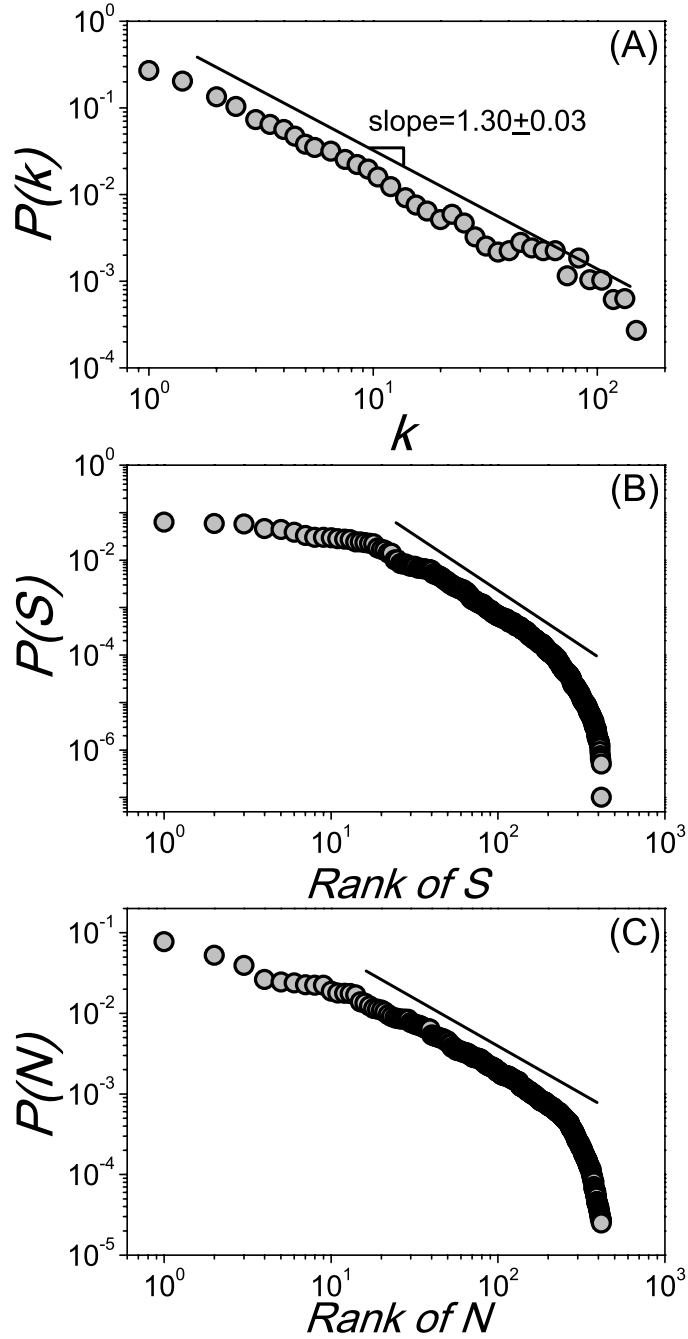 10^0
(A)
10^-1
slope=1.30±0.03
10^-2
P(k)
10^-3
10^-4
10^0 10^1 10^2
k
10^0
(B)
10^-2
P(S)
10^-4
10^-6
10^0 10^1 10^2 10^3
Rank of S
(C)
10^-1
10^-2
P(N)
10^-3
10^-4
10^-5
10^0 10^1 10^2 10^3
Rank of N